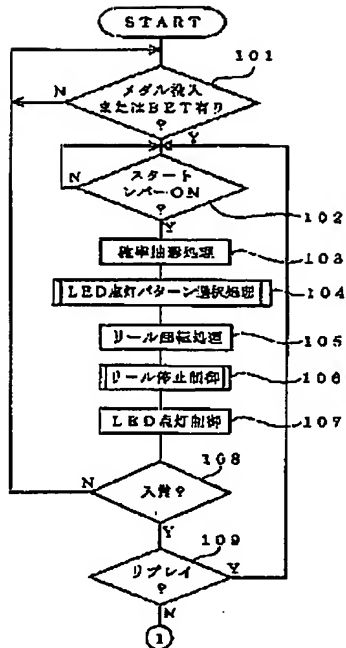 START
101
N
メダル投入
またはBET有り
?
Y
スタート
レバーON
?
N
102
Y
確率抽選処理
103
LED点灯パターン選択処理
104
リール回転処理
105
リール停止制御
106
LED点灯制御
107
108
N
入賞?
Y
109
リプレイ
?
Y
N
1